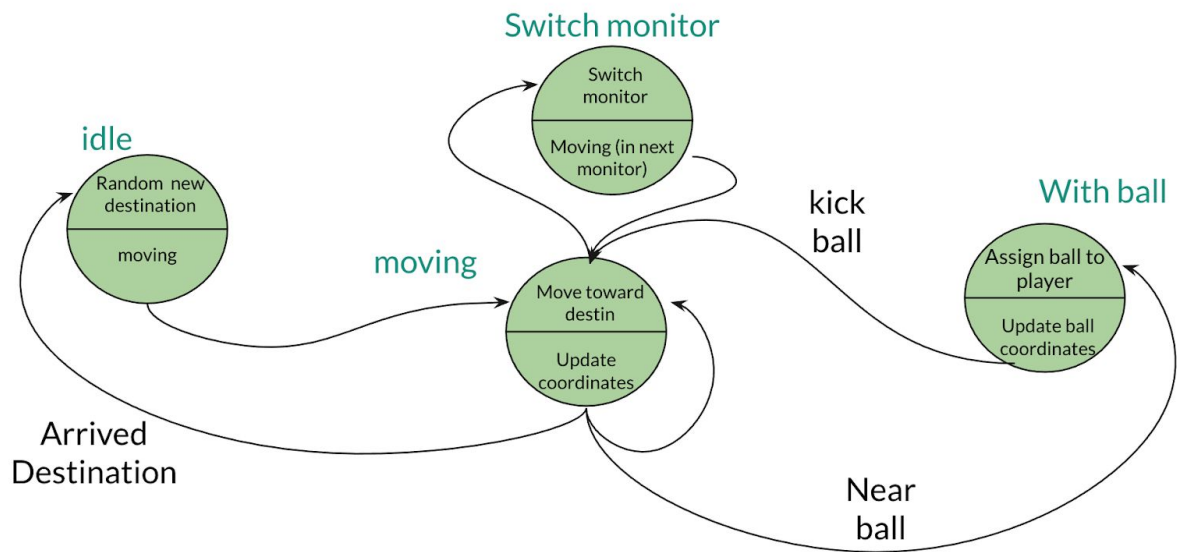 Switch monitor
Switch
monitor
Moving (in next
monitor)
idle
Random new
destination
moving
With ball
kick
ball
Assign ball to
player
Update ball
coordinates
moving
Move toward
destin
Update
coordinates
Arrived
Destination
Near
ball